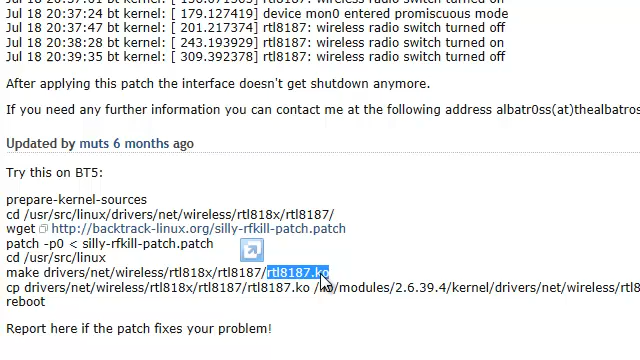 Jul 18 20:37:24 bt kernel: [ 179.127419] device mon0 entered promiscuous mode
Jul 18 20:37:47 bt kernel: [ 201.217374] rtl8187: wireless radio switch turned off
Jul 18 20:38:28 bt kernel: [ 243.193929] rtl8187: wireless radio switch turned on
Jul 18 20:39:35 bt kernel: [ 309.392378] rtl8187: wireless radio switch turned off
After applying this patch the interface doesn't get shutdown anymore.
If you need any further information you can contact me at the following address albatr0ss(at)thealbatros
Updated by muts 6 months ago
Try this on BT5:
prepare-kernel-sources
cd /usr/src/linux/drivers/net/wireless/rtl818x/rtl8187/
wget http://backtrack-linux.org/silly-rfkill-patch.patch
patch -p0 < silly-rfkill-patch.patch
cd /usr/src/linux
make drivers/net/wireless/rtl818x/rtl8187/rtl8187.ko
cp drivers/net/wireless/rtl818x/rtl8187/rtl8187.ko /modules/2.6.39.4/kernel/drivers/net/wireless/rtl8
reboot
Report here if the patch fixes your problem!